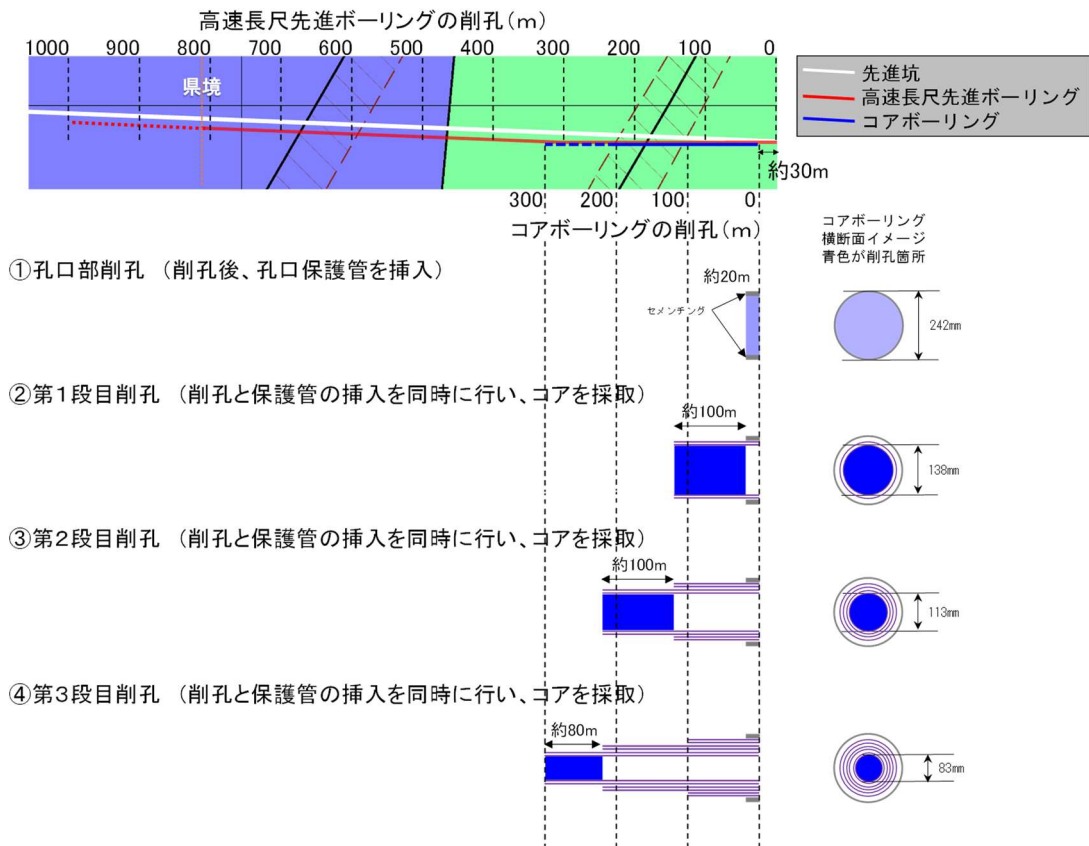 高速長尺先進ボーリングの削孔(m)
1000 900 800 700 600 500 400 300 200 100 0
県境
先進坑
高速長尺先進ボーリング
コアボーリング
約30m
300 200 100 0
コアボーリングの削孔(m)
コアボーリング
横断面イメージ
青色が削孔箇所
①孔口部削孔 (削孔後、孔口保護管を挿入)
約20m
セメンチング
242mm
②第1段目削孔 (削孔と保護管の挿入を同時に行い、コアを採取)
約100m
138mm
③第2段目削孔 (削孔と保護管の挿入を同時に行い、コアを採取)
約100m
113mm
④第3段目削孔 (削孔と保護管の挿入を同時に行い、コアを採取)
約80m
83mm